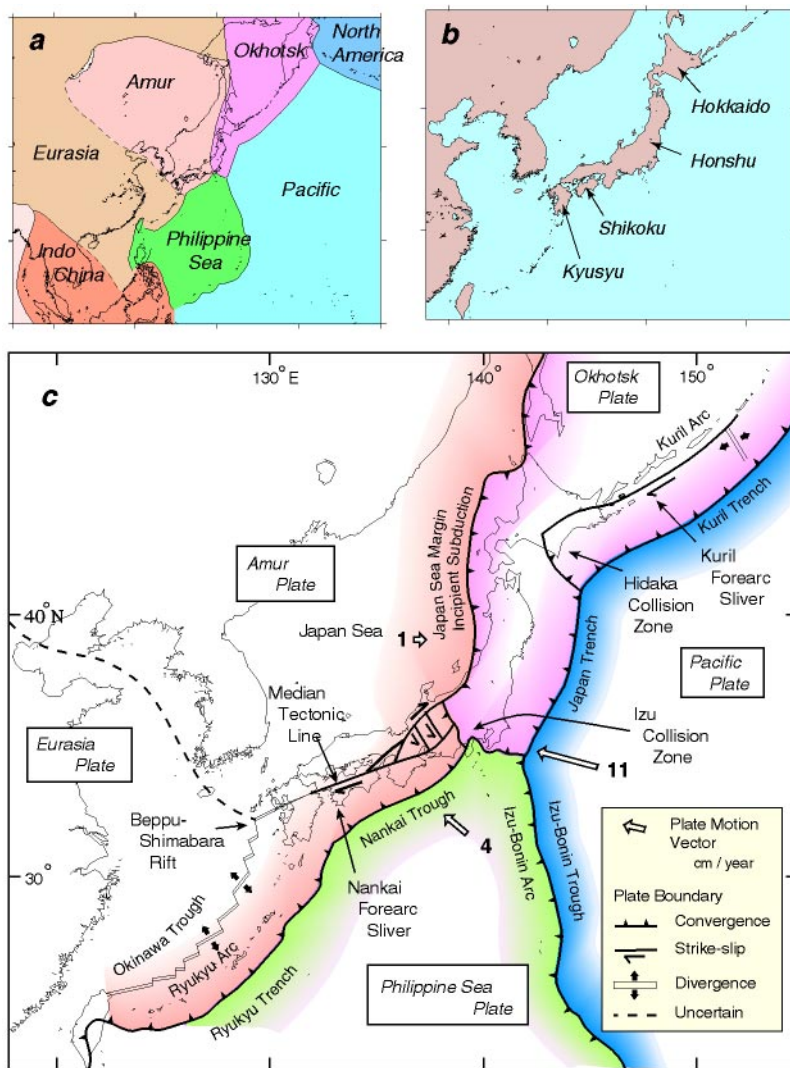 a
North
America
Okhotsk
Amur
Eurasia
Pacific
Philippine
Sea
Indo
China
b
Hokkaido
Honshu
Shikoku
Kyusyu
c
130°E
140°
150°
Okhotsk
Plate
Kuril Arc
Kuril Trench
Kuril
Forearc
Sliver
Hidaka
Collision
Zone
Japan Sea Margin
Incipient Subduction
Amur
Plate
40°N
Japan Sea
1
Japan Trench
Pacific
Plate
Median
Tectonic
Line
Izu
Collision
Zone
Eurasia
Plate
11
Beppu-
Shimabara
Rift
Nankai Trough
4
Izu-Bonin Arc
Izu-Bonin Trough
30°
Nankai
Forearc
Sliver
Okinawa Trough
Ryukyu Arc
Ryukyu Trench
Philippine Sea
Plate
Plate Motion
Vector
cm / year
Plate Boundary
Convergence
Strike-slip
Divergence
Uncertain